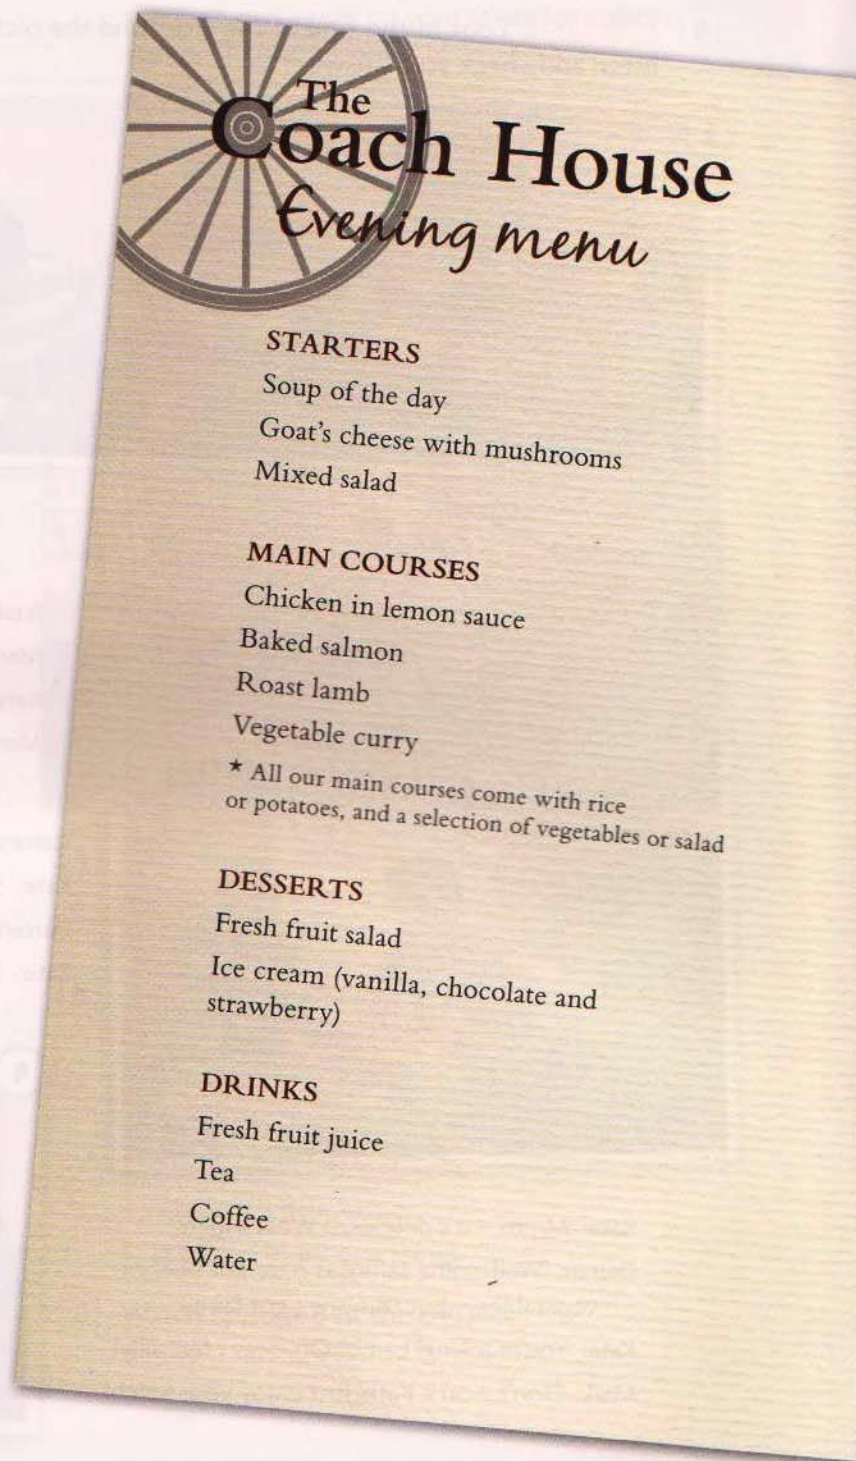 The
Coach House
Evening menu
STARTERS
Soup of the day
Goat's cheese with mushrooms
Mixed salad
MAIN COURSES
Chicken in lemon sauce
Baked salmon
Roast lamb
Vegetable curry
★ All our main courses come with rice
or potatoes, and a selection of vegetables or salad
DESSERTS
Fresh fruit salad
Ice cream (vanilla, chocolate and
strawberry)
DRINKS
Fresh fruit juice
Tea
Coffee
Water